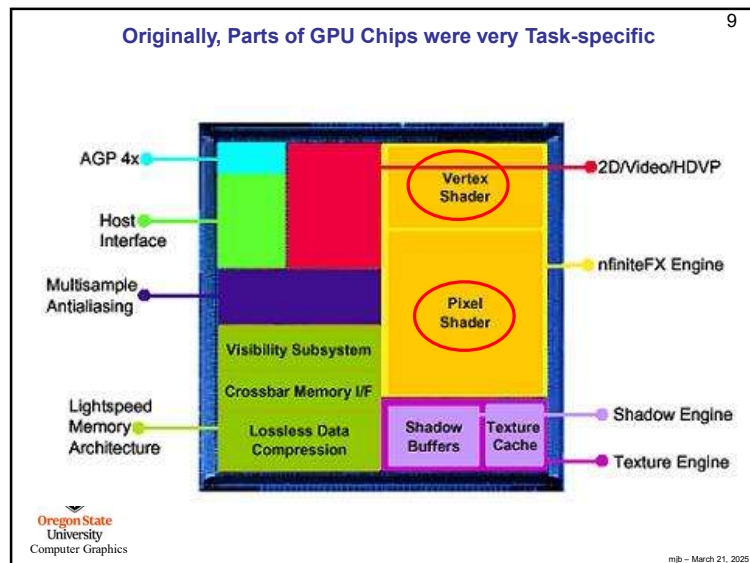 9
Originally, Parts of GPU Chips were very Task-specific
AGP 4x
Host
Interface
Multisample
Antialiasing
Lightspeed
Memory
Architecture
Vertex
Shader
Pixel
Shader
Visibility Subsystem
Crossbar Memory I/F
Lossless Data
Compression
Shadow
Buffers
Texture
Cache
2D/Video/HDVP
nfiniteFX Engine
Shadow Engine
Texture Engine
Oregon State
University
Computer Graphics
mjb – March 21, 2025